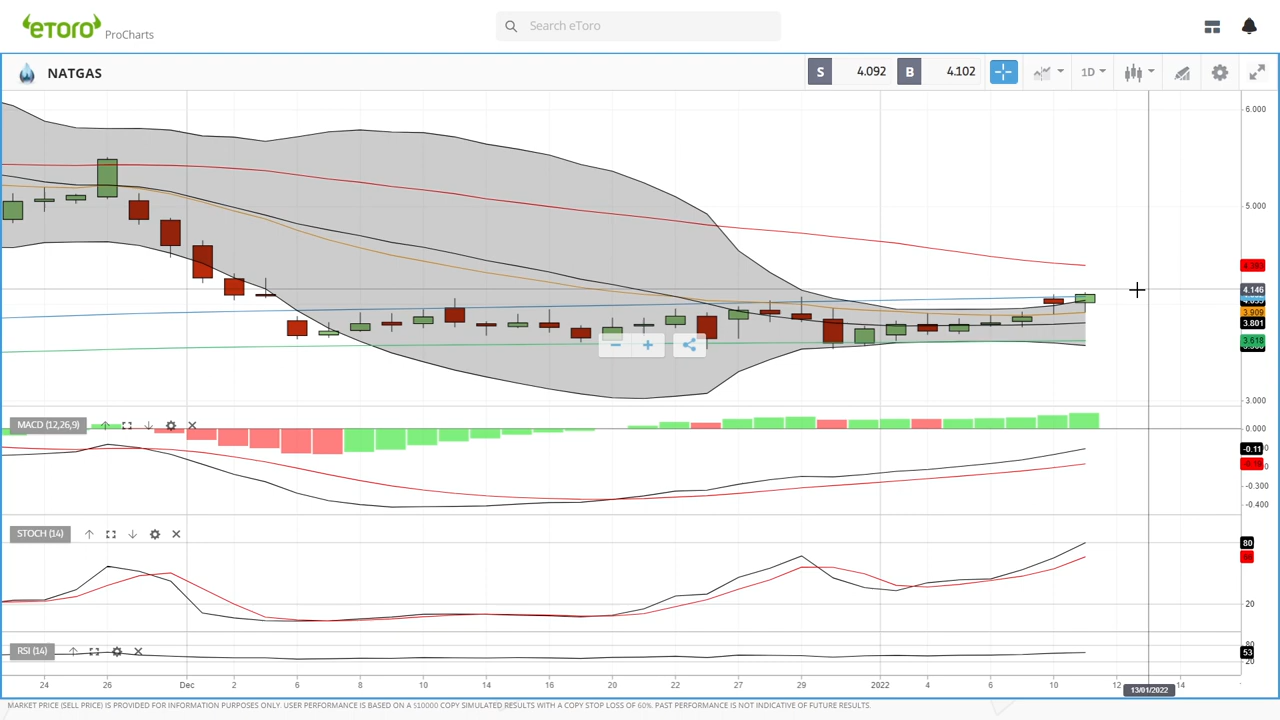 eToro ProCharts
Search eToro
NATGAS
S 4.092 B 4.102
1D
6.000
5.000
4.146
3.909
3.801
3.618
3.000
MACD (12,26,9)
0.000
-0.11
-0.300
-0.400
STOCH (14)
80
20
RSI (14)
80
53
20
24 26 Dec 2 6 8 10 14 16 20 22 27 29 2022 4 6 10 12 14
13/01/2022
MARKET PRICE (SELL PRICE) IS PROVIDED FOR INFORMATION PURPOSES ONLY. USER PERFORMANCE IS BASED ON A $10000 COPY SIMULATED RESULTS WITH A COPY STOP LOSS OF 60%. PAST PERFORMANCE IS NOT INDICATIVE OF FUTURE RESULTS.